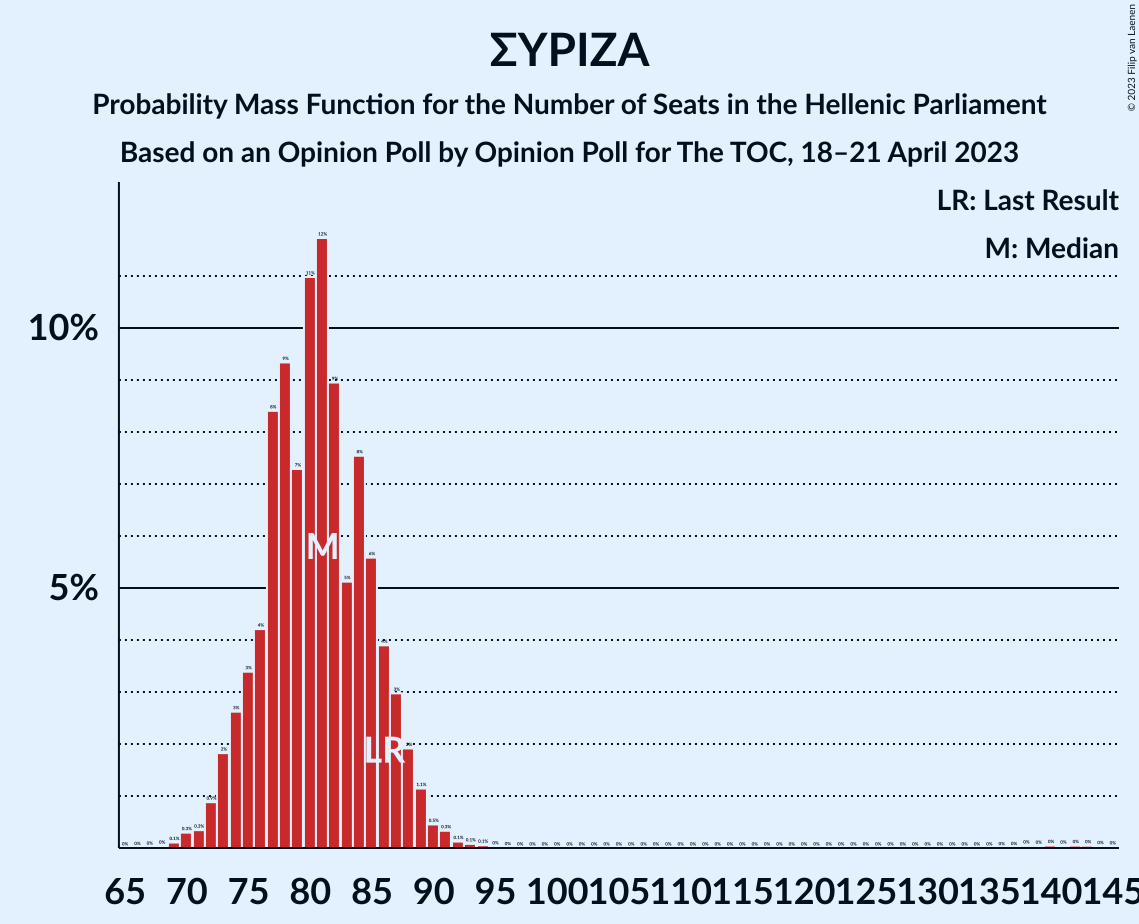 ΣΥΡΙΖΑ
Probability Mass Function for the Number of Seats in the Hellenic Parliament
Based on an Opinion Poll by Opinion Poll for The TOC, 18–21 April 2023
© 2023 Filip van Laenen
LR: Last Result
M: Median
10%
5%
M
LR
65 70 75 80 85 90 95 100 105 110 115 120 125 130 135 140 145